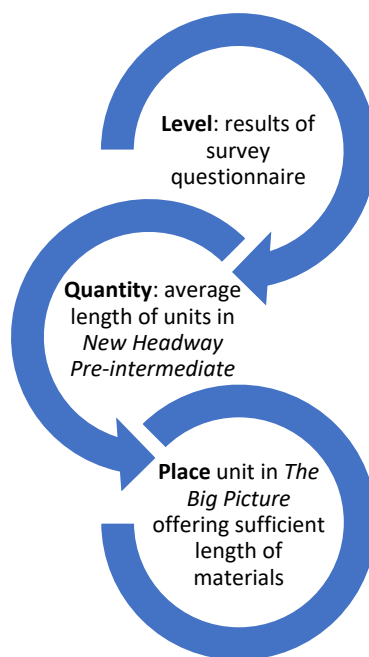 Level: results of
survey
questionnaire
Quantity: average
length of units in
New Headway
Pre-intermediate
Place unit in The
Big Picture
offering sufficient
length of
materials